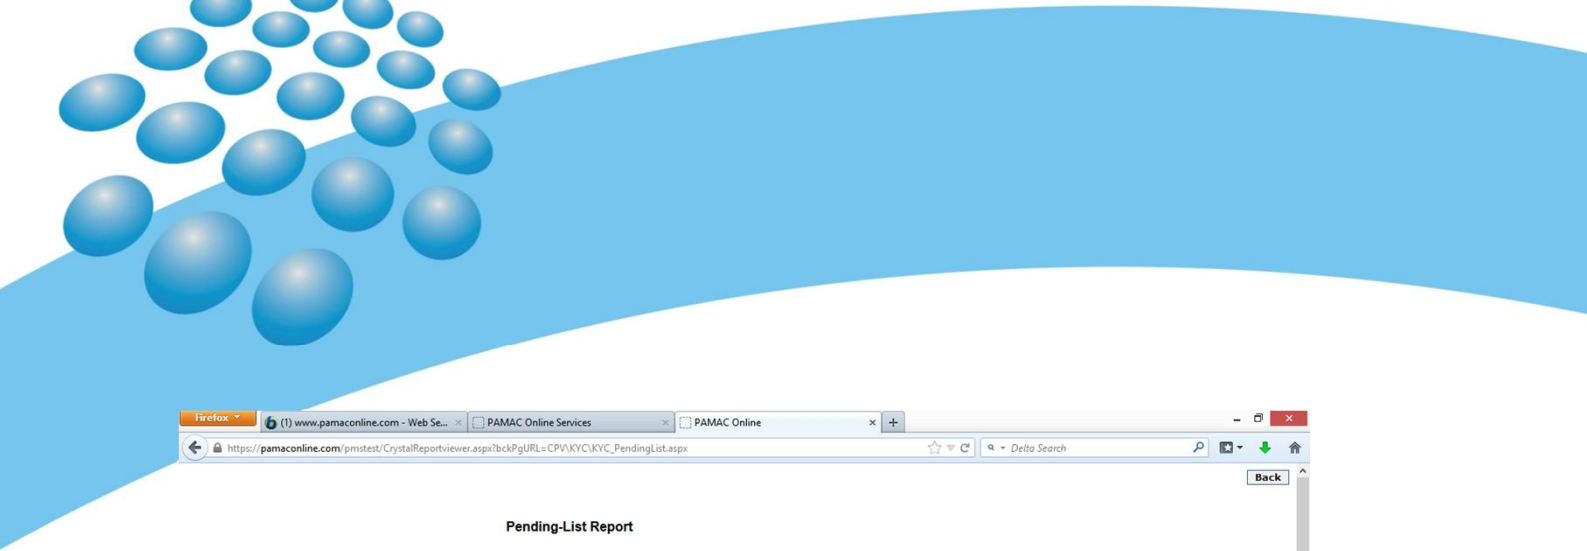 Firefox
(1) www.pamaconline.com - Web Se...
PAMAC Online Services
PAMAC Online
https://pamaconline.com/pmstest/CrystalReportviewer.aspx?bckPgURL=CPV\KYC\KYC_PendingList.aspx
Delta Search
Back
Pending-List Report